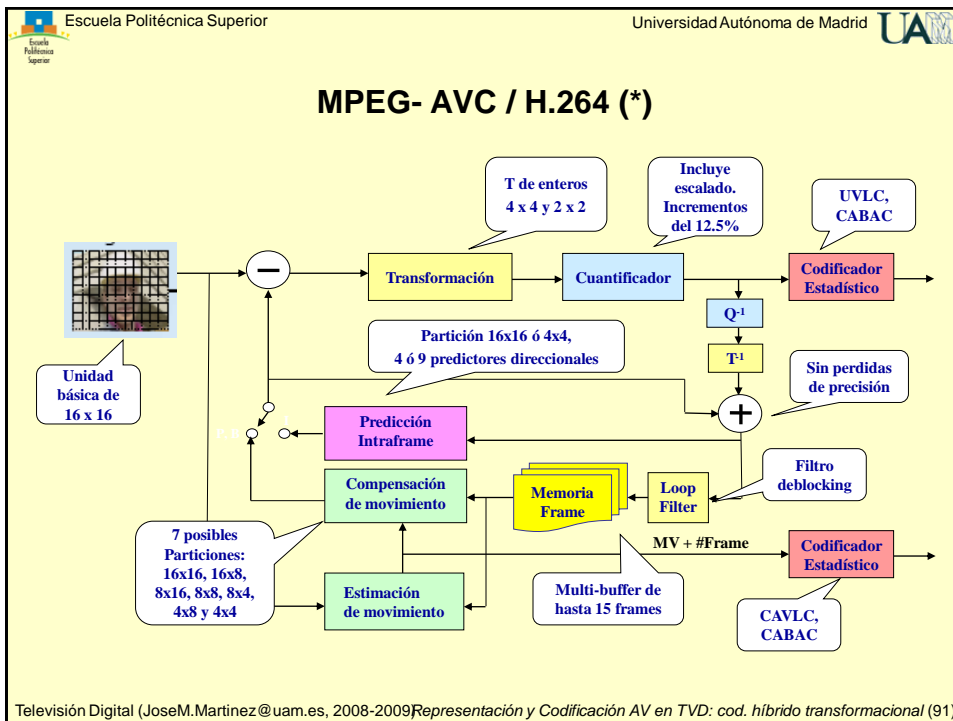 Escuela Politécnica Superior
Universidad Autónoma de Madrid
UAM
Escuela
Politécnica
Superior
MPEG- AVC / H.264 (*)
T de enteros
4 x 4 y 2 x 2
Incluye
escalado.
Incrementos
del 12.5%
UVLC,
CABAC
Transformación
Cuantificador
Codificador
Estadístico
Q-1
Partición 16x16 ó 4x4,
4 ó 9 predictores direccionales
T-1
Unidad
básica de
16 x 16
Sin perdidas
de precisión
Predicción
Intraframe
Compensación
de movimiento
Memoria
Frame
Loop
Filter
Filtro
deblocking
7 posibles
Particiones:
16x16, 16x8,
8x16, 8x8, 8x4,
4x8 y 4x4
MV + #Frame
Codificador
Estadístico
Estimación
de movimiento
Multi-buffer de
hasta 15 frames
CAVLC,
CABAC
Televisión Digital (JoseM.Martinez@uam.es, 2008-2009)
Representación y Codificación AV en TVD: cod. híbrido transformacional (91)